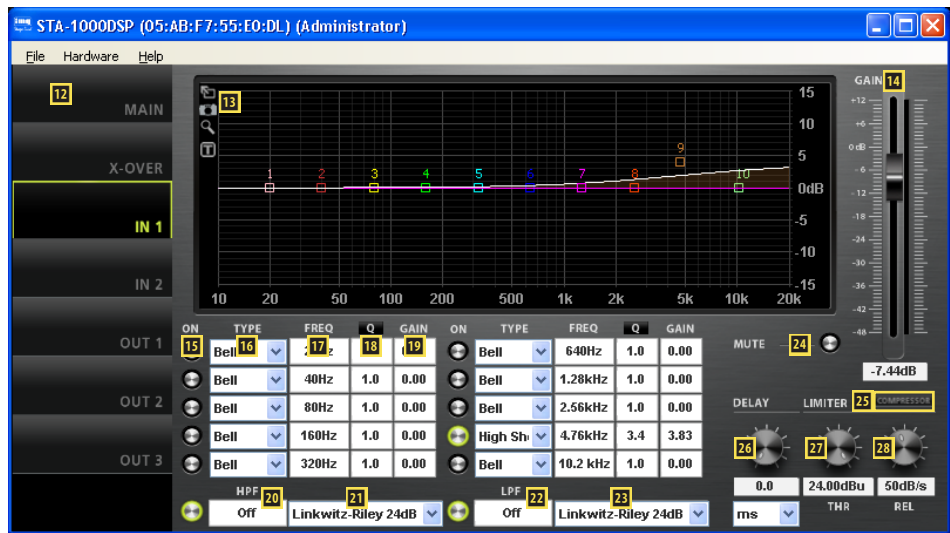 STA-1000DSP (05:AB:F7:55:E0:DL) (Administrator)
File Hardware Help
12
MAIN
X-OVER
IN 1
IN 2
OUT 1
OUT 2
OUT 3
13
T
15
10
5
0dB
-5
-10
-15
1 2 3 4 5 6 7 8 9 10
10 20 50 100 200 500 1k 2k 5k 10k 20k
GAIN 14
+12
+6
0 dB
-6
-12
-18
-24
-30
-36
-42
-48
-7.44dB
MUTE 24
ON TYPE FREQ Q GAIN ON TYPE FREQ Q GAIN
15 16 17 18 19
Bell Bell 640Hz 1.0 0.00
Bell 40Hz 1.0 0.00 Bell 1.28kHz 1.0 0.00
Bell 80Hz 1.0 0.00 Bell 2.56kHz 1.0 0.00
Bell 160Hz 1.0 0.00 High Sh 4.76kHz 3.4 3.83
Bell 320Hz 1.0 0.00 Bell 10.2 kHz 1.0 0.00
HPF 20 21 LPF 22 23
Off Linkwitz-Riley 24dB Off Linkwitz-Riley 24dB
DELAY LIMITER 25 COMPRESSOR
26 27 28
0.0 24.00dBu 50dB/s
ms THR REL